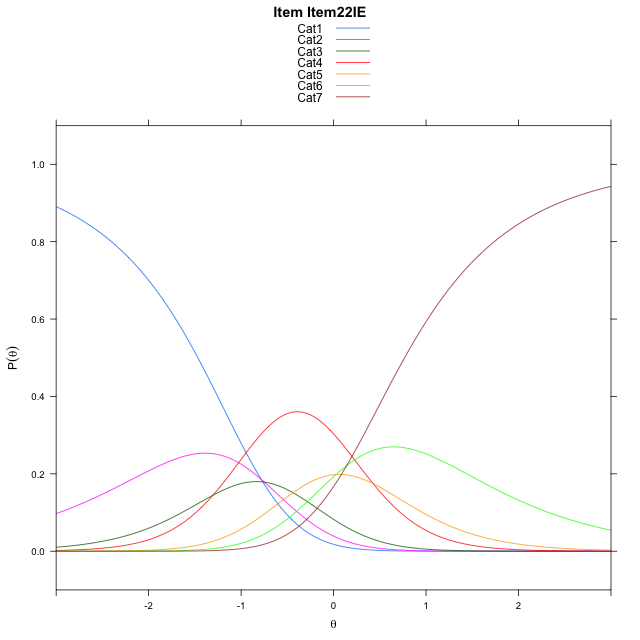 Item Item22IE
Cat1
Cat2
Cat3
Cat4
Cat5
Cat6
Cat7
1.0
0.8
0.6
0.4
0.2
0.0
P(θ)
-2 -1 0 1 2
θ